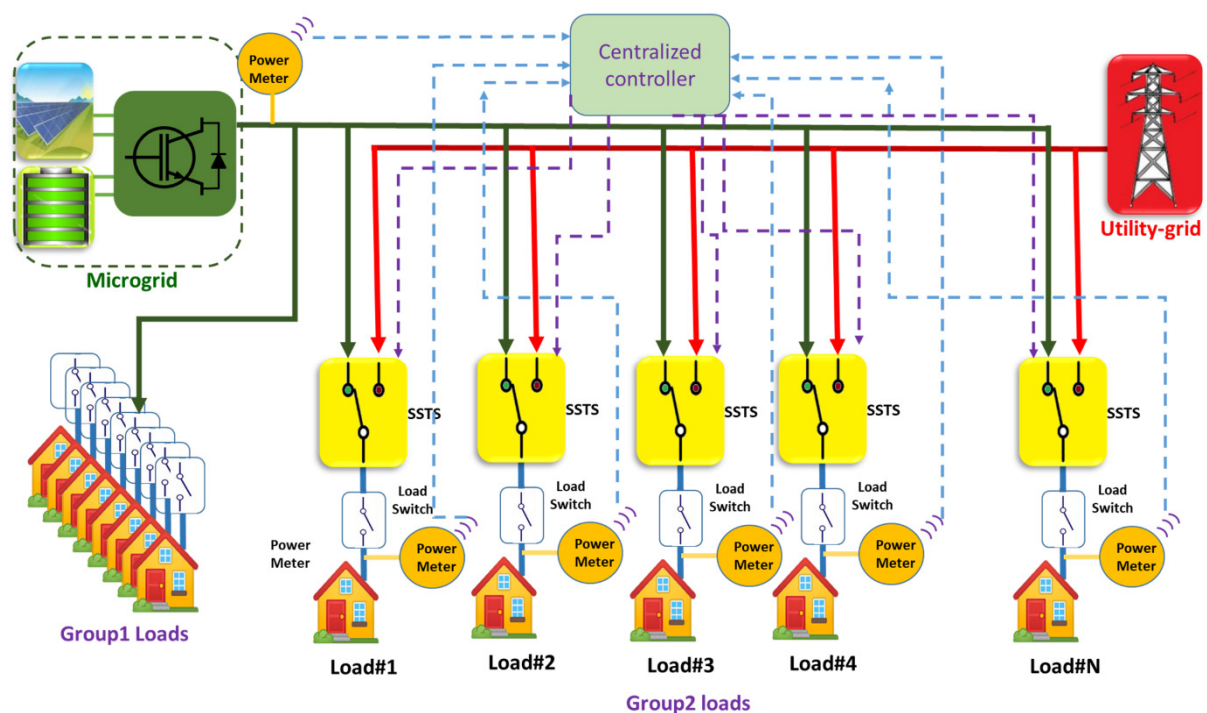 Power
Meter
Centralized
controller
Utility-grid
Microgrid
SSTS
SSTS
SSTS
SSTS
SSTS
Load
Switch
Load
Switch
Load
Switch
Load
Switch
Load
Switch
Power
Meter
Power
Meter
Power
Meter
Power
Meter
Power
Meter
Power
Meter
Group1 Loads
Load#1
Load#2
Load#3
Load#4
Load#N
Group2 loads